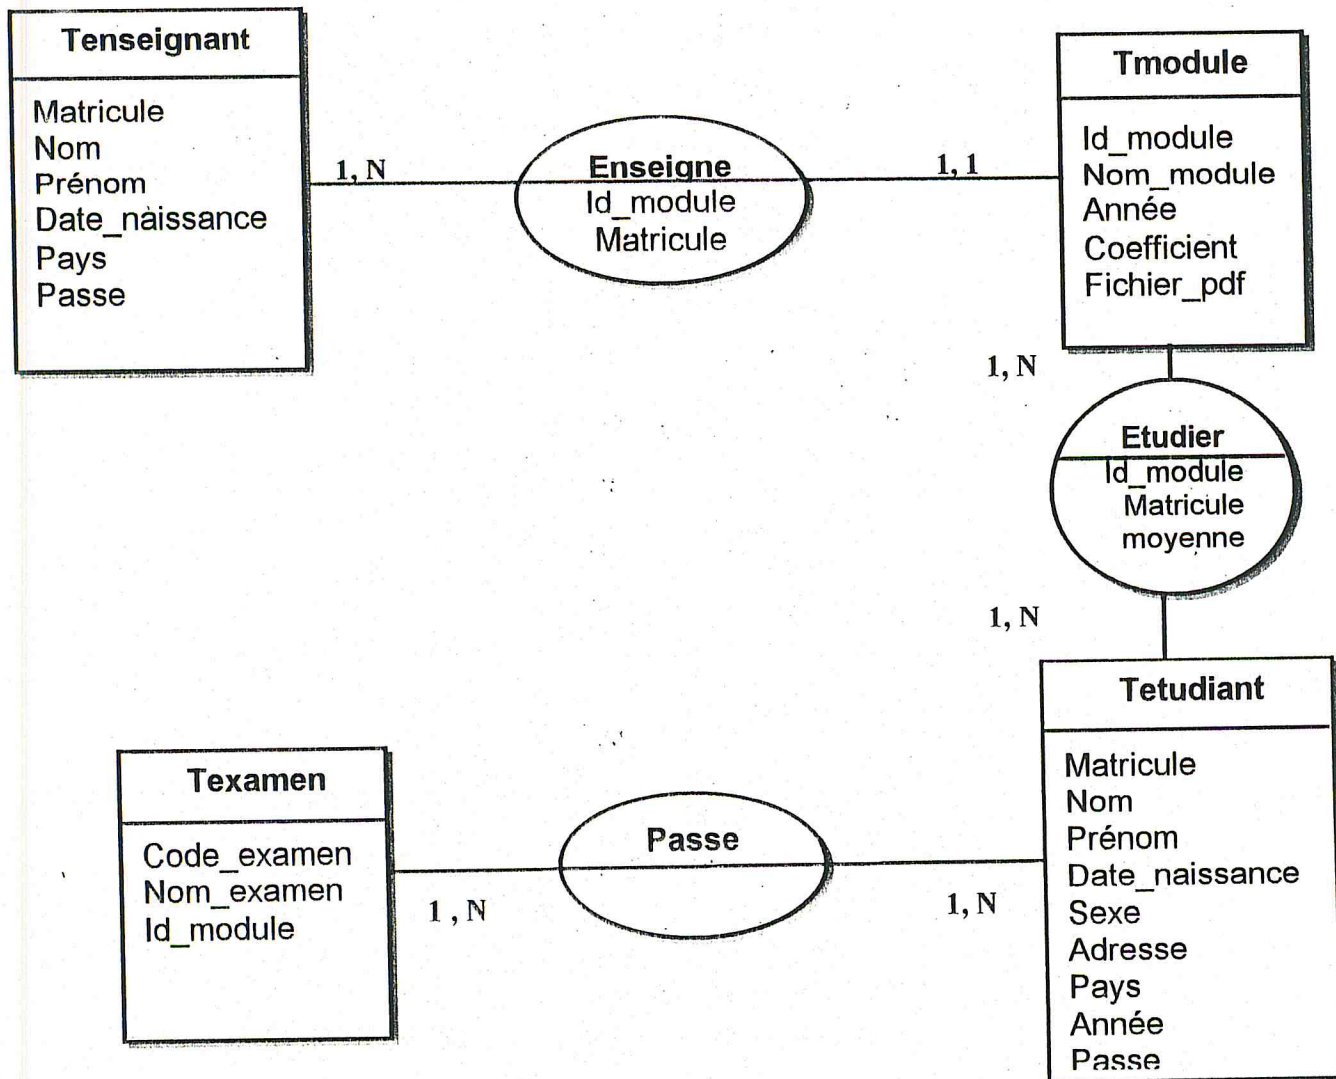 Tenseignant
Matricule
Nom
Prénom
Date_naissance
Pays
Passe
1, N
Enseigne
Id_module
Matricule
1, 1
Tmodule
Id_module
Nom_module
Année
Coefficient
Fichier_pdf
1, N
Etudier
Id_module
Matricule
moyenne
1, N
Tetudiant
Matricule
Nom
Prénom
Date_naissance
Sexe
Adresse
Pays
Année
Passe
Texamen
Code_examen
Nom_examen
Id_module
1 , N
Passe
1, N